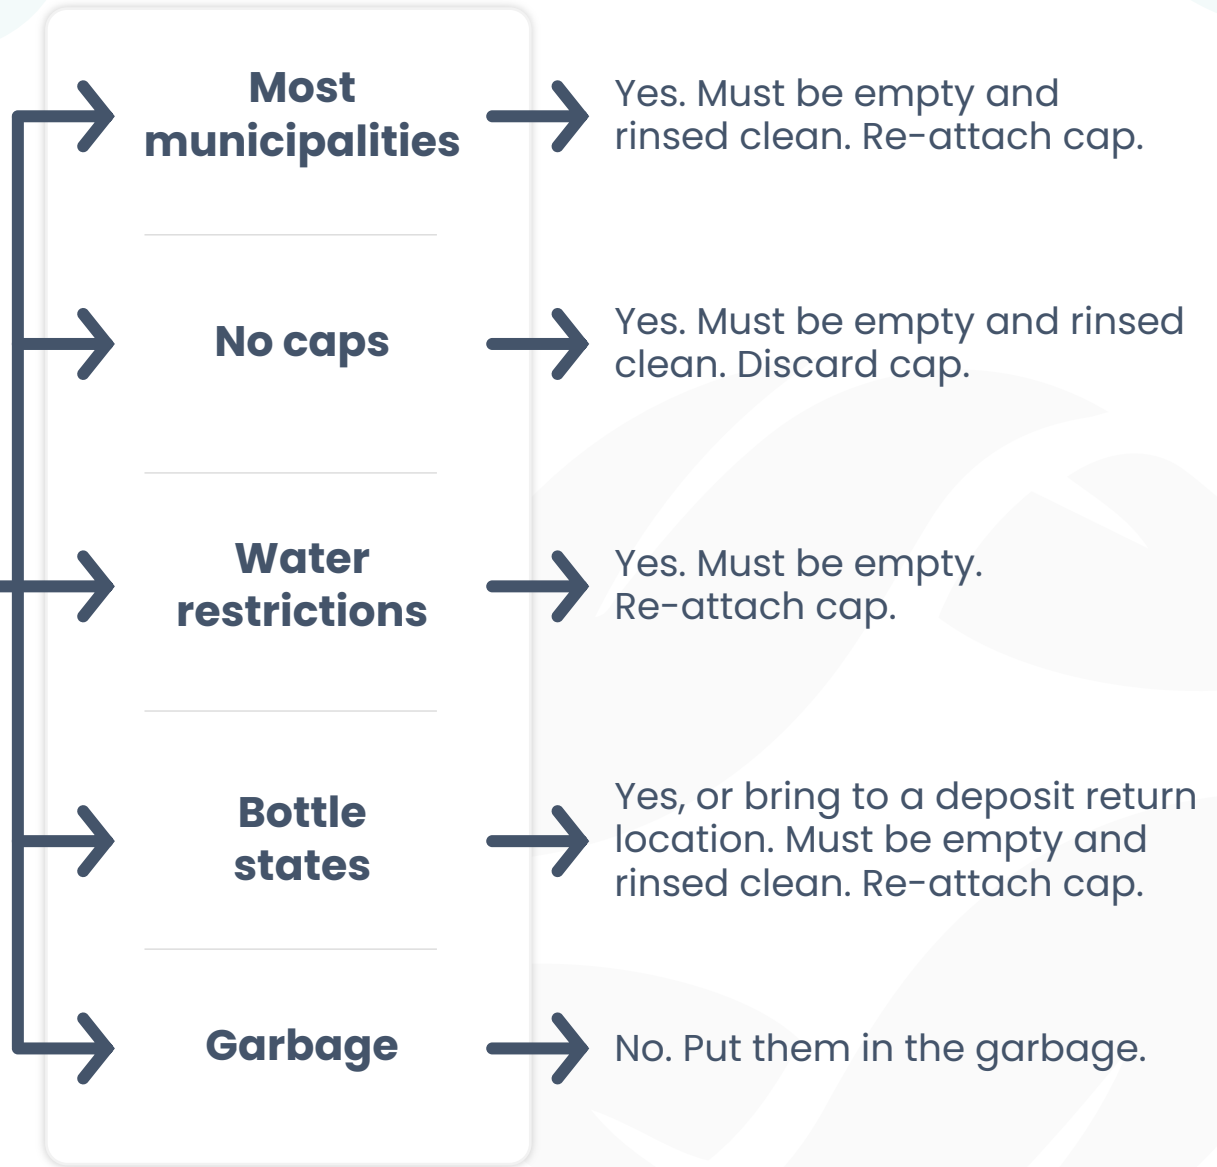 Most
municipalities
Yes. Must be empty and
rinsed clean. Re-attach cap.
No caps
Yes. Must be empty and rinsed
clean. Discard cap.
Water
restrictions
Yes. Must be empty.
Re-attach cap.
Bottle
states
Yes, or bring to a deposit return
location. Must be empty and
rinsed clean. Re-attach cap.
Garbage
No. Put them in the garbage.